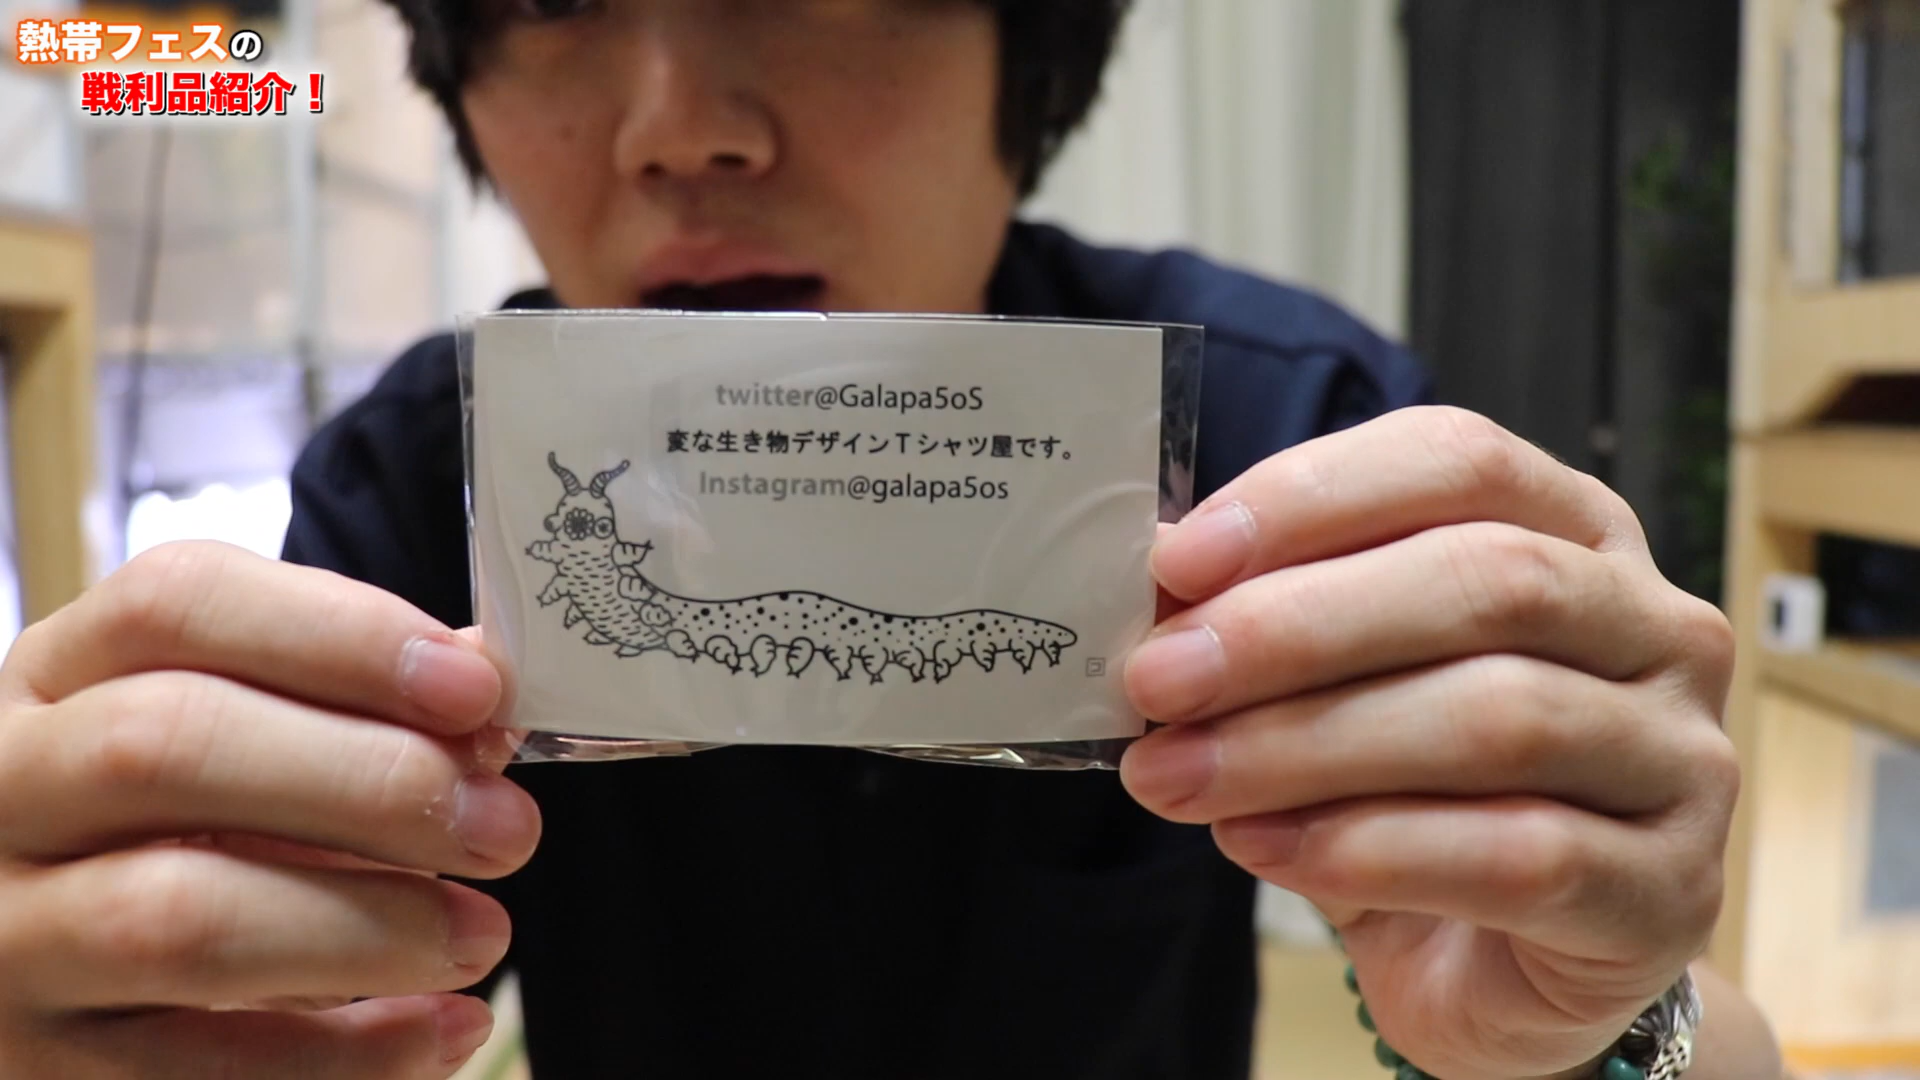 熱帯フェスの
戦利品紹介！
twitter@Galapa5oS
変な生き物デザインTシャツ屋です。
Instagram@galapa5os